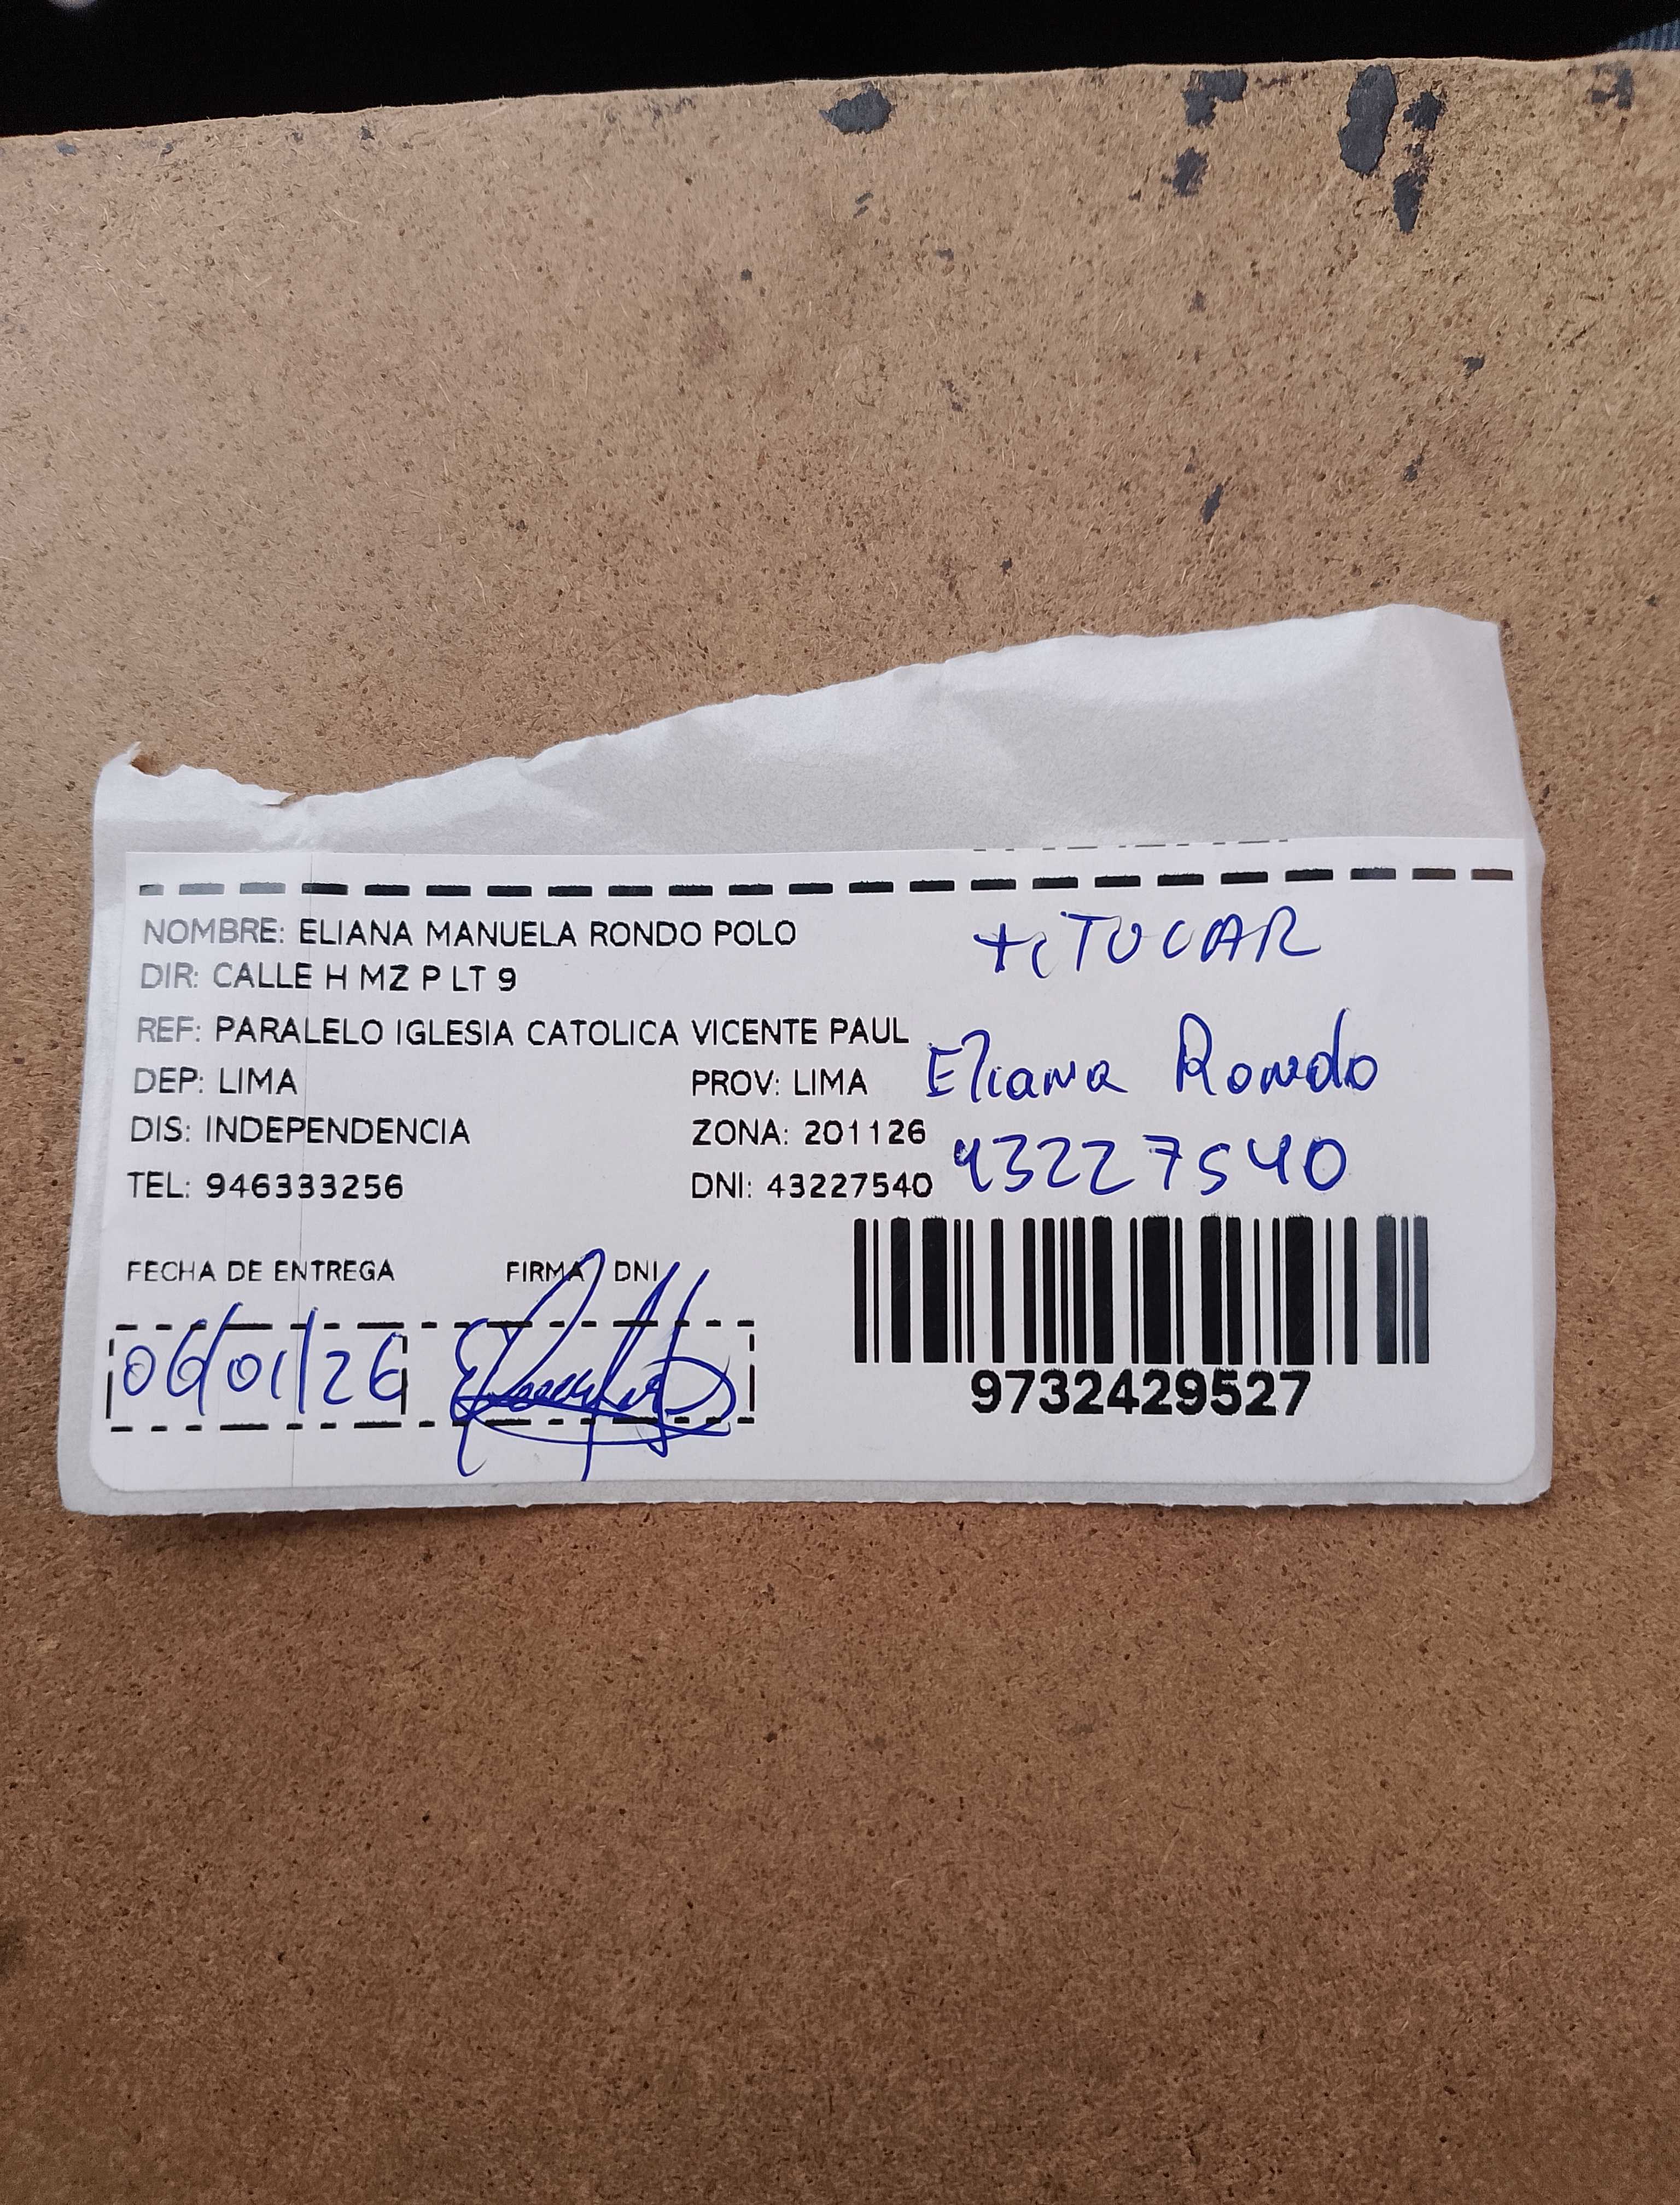 NOMBRE: ELIANA MANUELA RONDO POLO
DIR: CALLE H MZ P LT 9
REF: PARALELO IGLESIA CATOLICA VICENTE PAUL
DEP: LIMA PROV: LIMA
DIS: INDEPENDENCIA ZONA: 201126
TEL: 946333256 DNI: 43227540
TiTULAR
Eliana Rondo
43227540
FECHA DE ENTREGA FIRMA DNI
06/01/26
9732429527